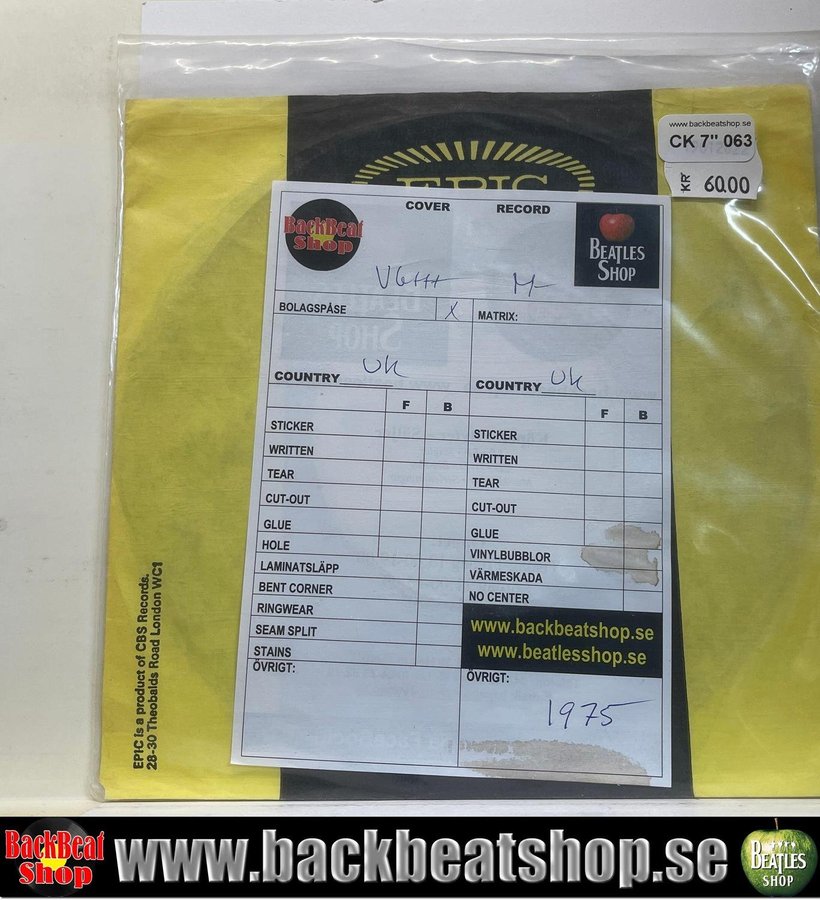 www.backbeatshop.se
CK 7" 063
KR 60.00
EPIC
COVER RECORD
BackBeat
Shop
BEATLES
SHOP
VG+++ M-
BOLAGSPÅSE X MATRIX:
COUNTRY UK COUNTRY UK
F B F B
STICKER STICKER
WRITTEN WRITTEN
TEAR TEAR
CUT-OUT CUT-OUT
GLUE GLUE
HOLE VINYLBUBBLOR
LAMINATSLÄPP VÄRMESKADA
BENT CORNER NO CENTER
RINGWEAR
SEAM SPLIT
STAINS
www.backbeatshop.se
www.beatlesshop.se
ÖVRIGT: ÖVRIGT:
1975
EPIC is a product of CBS Records.
28-30 Theobalds Road London WC1
BackBeat
Shop
www.backbeatshop.se
BEATLES
SHOP